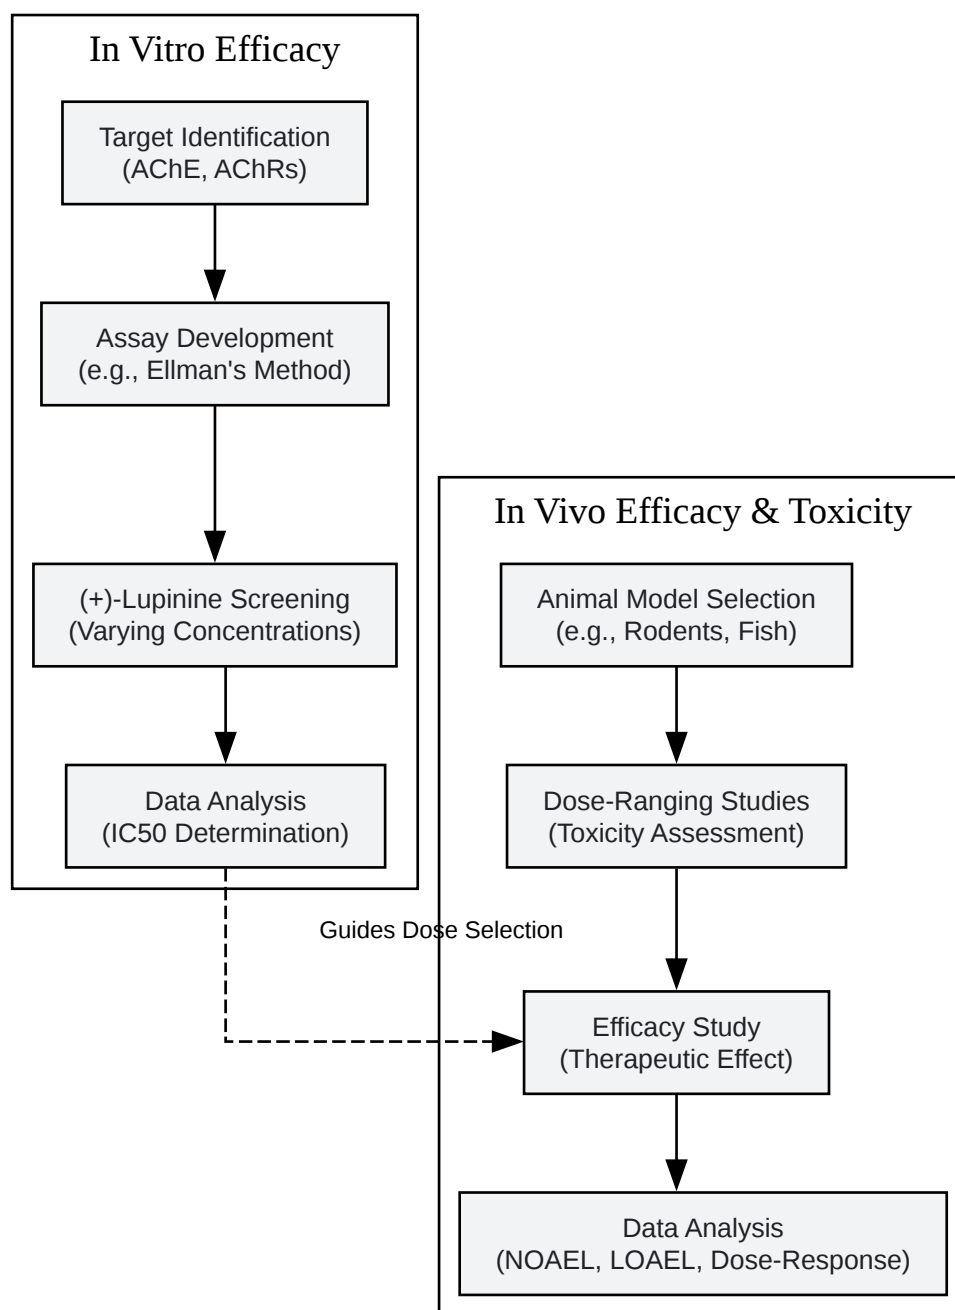 In Vitro Efficacy
Target Identification
(AChE, AChRs)
Assay Development
(e.g., Ellman's Method)
(+)-Lupinine Screening
(Varying Concentrations)
Data Analysis
(IC50 Determination)
Guides Dose Selection
In Vivo Efficacy & Toxicity
Animal Model Selection
(e.g., Rodents, Fish)
Dose-Ranging Studies
(Toxicity Assessment)
Efficacy Study
(Therapeutic Effect)
Data Analysis
(NOAEL, LOAEL, Dose-Response)